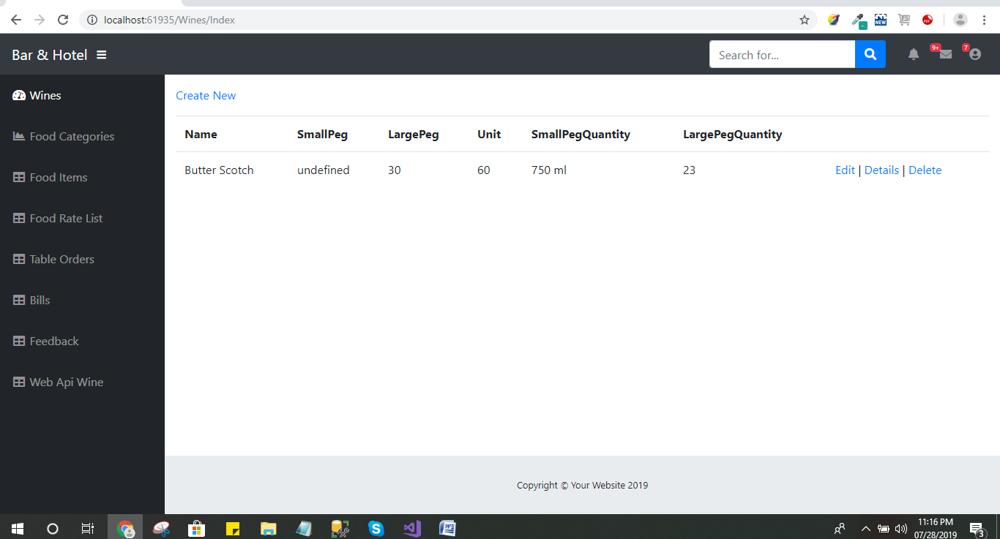 localhost:61935/Wines/Index
NEW
PDF
Bar & Hotel
Search for...
9+
7
Wines
Create New
Food Categories
Name SmallPeg LargePeg Unit SmallPegQuantity LargePegQuantity
Food Items
Butter Scotch undefined 30 60 750 ml 23 Edit | Details | Delete
Food Rate List
Table Orders
Bills
Feedback
Web Api Wine
Copyright © Your Website 2019
11:16 PM
07/28/2019
3